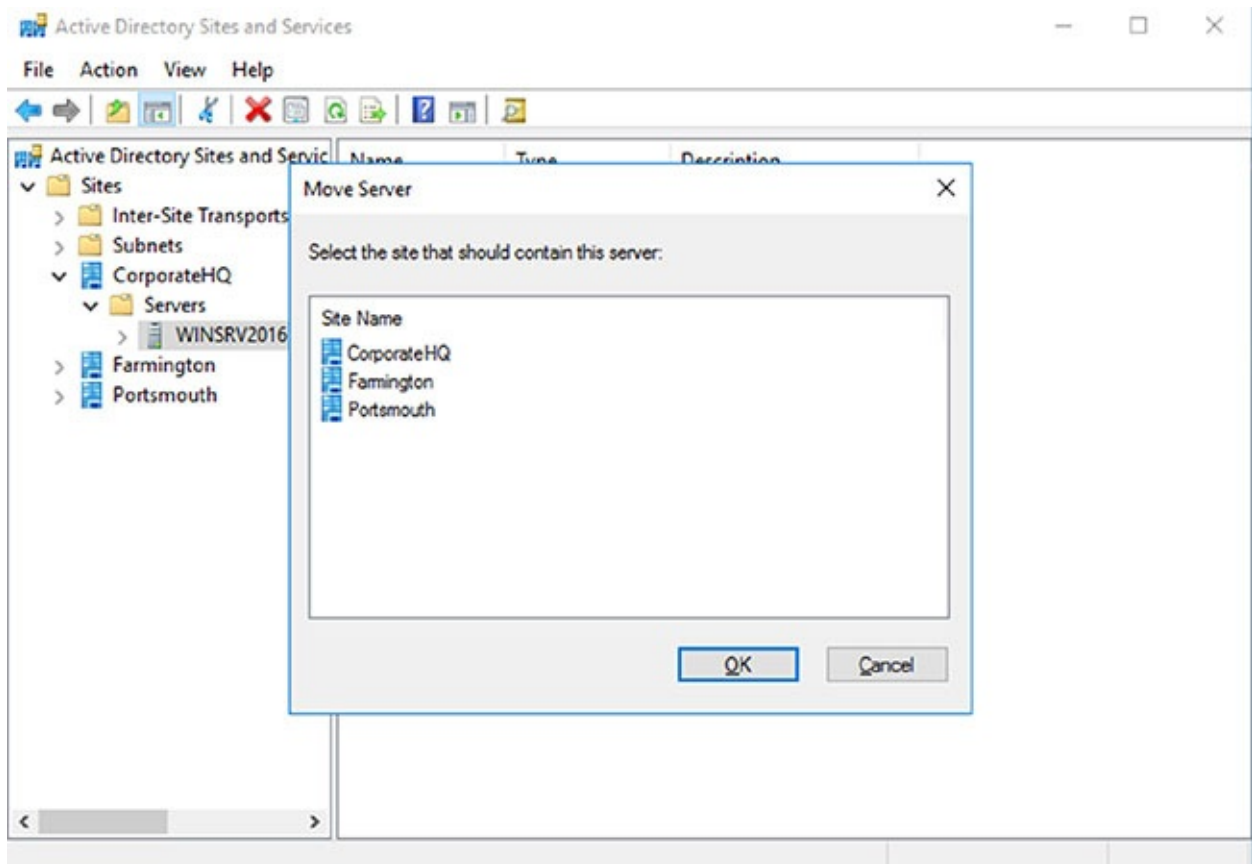 Active Directory Sites and Services
File Action View Help
Active Directory Sites and Servic
Name Type Description
Sites
Inter-Site Transports
Subnets
CorporateHQ
Servers
WINSRV2016
Farmington
Portsmouth
Move Server
Select the site that should contain this server:
Site Name
CorporateHQ
Farmington
Portsmouth
OK Cancel